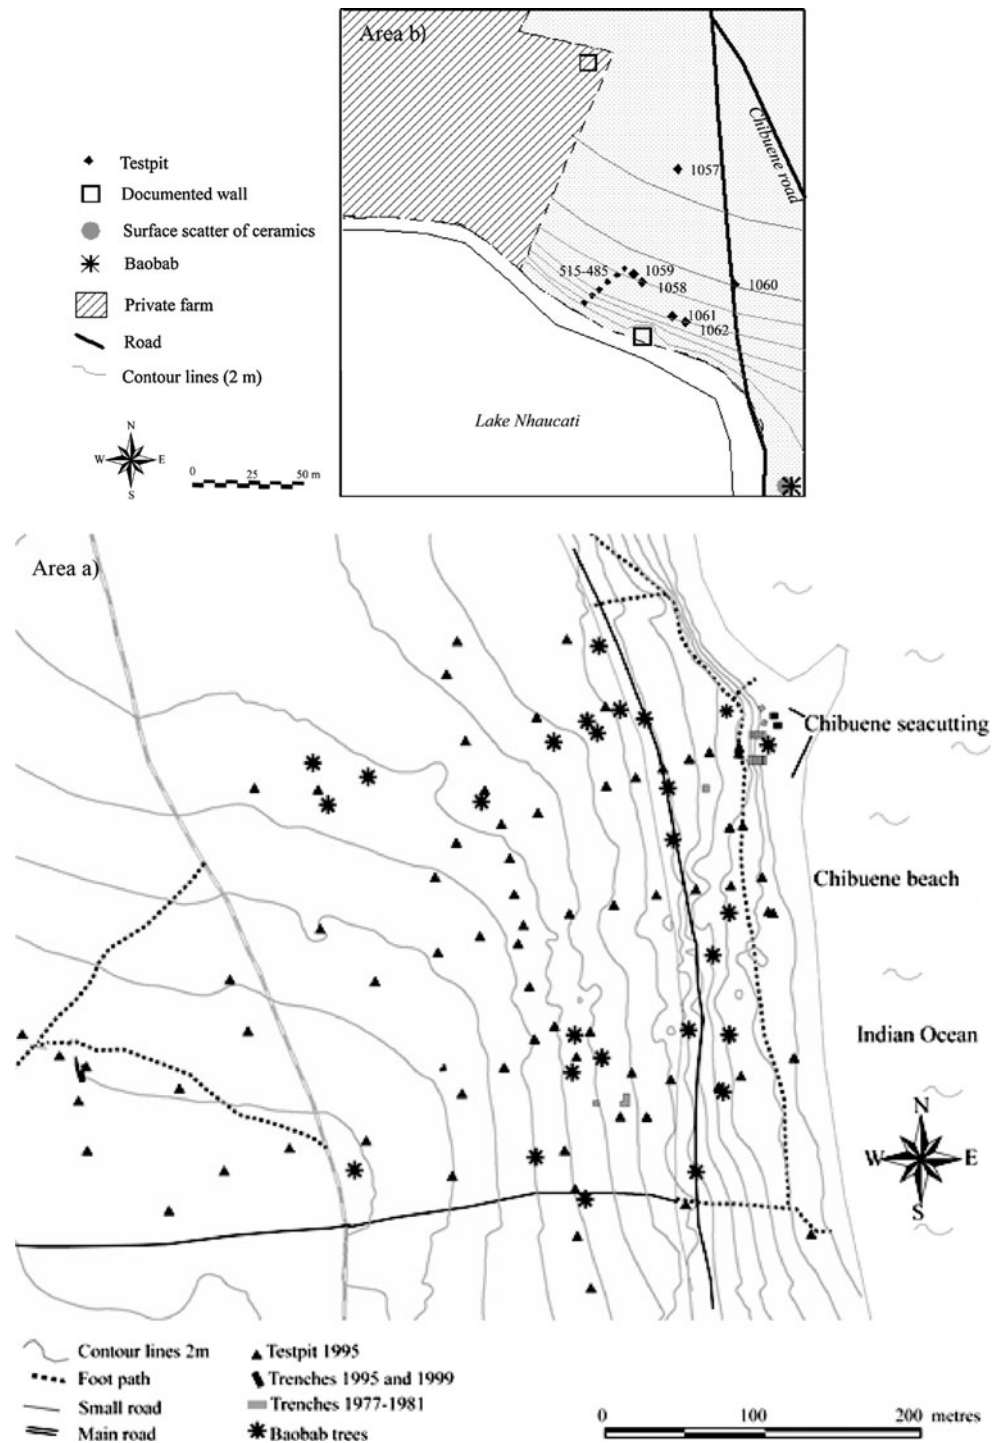 Area b)
Chibuene road
1057
515-485
1059
1058
1060
1061
1062
Lake Nhaucati
Testpit
Documented wall
Surface scatter of ceramics
Baobab
Private farm
Road
Contour lines (2 m)
N
W E
S
0 25 50 m
Area a)
Chibuene seacutting
Chibuene beach
Indian Ocean
N
W E
S
Contour lines 2m
Foot path
Small road
Main road
Testpit 1995
Trenches 1995 and 1999
Trenches 1977-1981
Baobab trees
0 100 200 metres